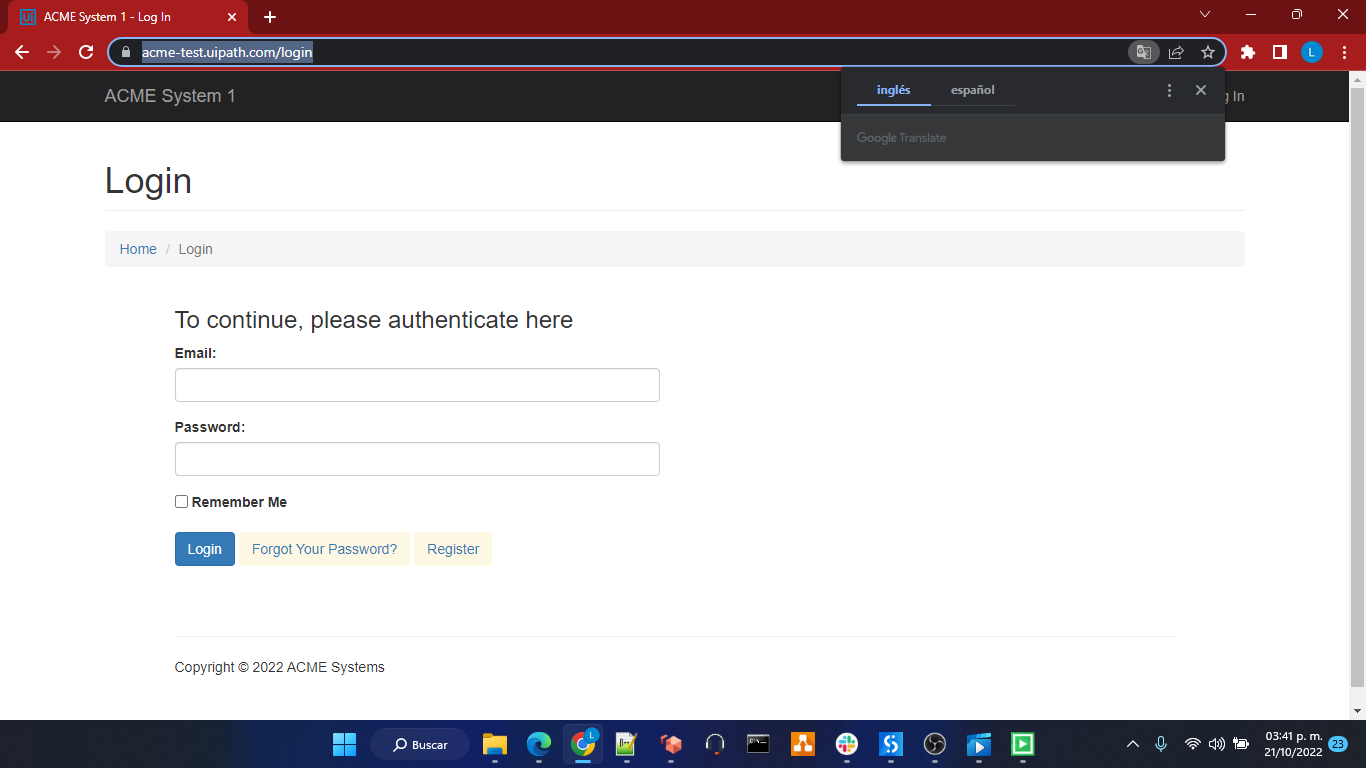 ACME System 1 - Log In
acme-test.uipath.com/login
L
ACME System 1
g In
inglés
español
Google Translate
Login
Home / Login
To continue, please authenticate here
Email:
Password:
Remember Me
Login
Forgot Your Password?
Register
Copyright © 2022 ACME Systems
Buscar
L
03:41 p. m.
21/10/2022
23